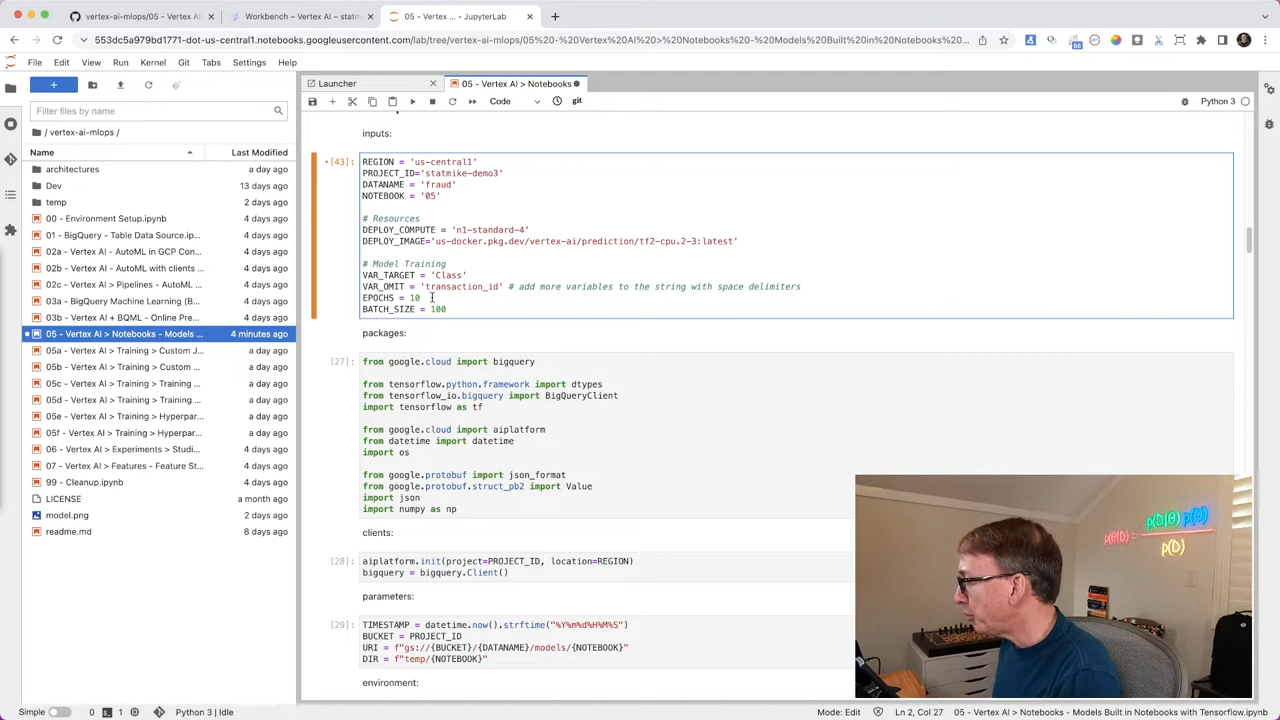 vertex-ai-mlops/05 - Vertex AI
Workbench – Vertex AI – statm
05 - Vertex ... - JupyterLab
553dc5a979bd1771-dot-us-central1.notebooks.googleusercontent.com/lab/tree/vertex-ai-mlops/05%20-%20Vertex%20AI%20>%20Notebooks%20-%20Models%20Built%20in%20Notebooks%20with%20Tensorflow.ipynb...
File Edit View Run Kernel Git Tabs Settings Help
Launcher
05 - Vertex AI > Notebooks
Code
git
Python 3
Filter files by name
/ vertex-ai-mlops /
Name Last Modified
architectures a day ago
Dev 13 days ago
temp 2 days ago
00 - Environment Setup.ipynb 4 days ago
01 - BigQuery - Table Data Source.ip... 4 days ago
02a - Vertex AI - AutoML in GCP Con... 4 days ago
02b - Vertex AI - AutoML with clients ... 4 days ago
02c - Vertex AI > Pipelines - AutoML ... 4 days ago
03a - BigQuery Machine Learning (B... 4 days ago
03b - Vertex AI + BQML - Online Pre... 4 days ago
05 - Vertex AI > Notebooks - Models ... 4 minutes ago
05a - Vertex AI > Training > Custom J... a day ago
05b - Vertex AI > Training > Custom ... a day ago
05c - Vertex AI > Training > Training ... a day ago
05d - Vertex AI > Training > Training ... a day ago
05e - Vertex AI > Training > Hyperpar... a day ago
05f - Vertex AI > Training > Hyperpar... a day ago
06 - Vertex AI > Experiments > Studi... a day ago
07 - Vertex AI > Features - Feature St... a day ago
99 - Cleanup.ipynb 4 days ago
LICENSE a month ago
model.png 2 days ago
readme.md 8 days ago
inputs:
[43]: REGION = 'us-central1'
PROJECT_ID='statmike-demo3'
DATANAME = 'fraud'
NOTEBOOK = '05'
# Resources
DEPLOY_COMPUTE = 'n1-standard-4'
DEPLOY_IMAGE='us-docker.pkg.dev/vertex-ai/prediction/tf2-cpu.2-3:latest'
# Model Training
VAR_TARGET = 'Class'
VAR_OMIT = 'transaction_id' # add more variables to the string with space delimiters
EPOCHS = 10
BATCH_SIZE = 100
packages:
[27]: from google.cloud import bigquery
from tensorflow.python.framework import dtypes
from tensorflow_io.bigquery import BigQueryClient
import tensorflow as tf
from google.cloud import aiplatform
from datetime import datetime
import os
from google.protobuf import json_format
from google.protobuf.struct_pb2 import Value
import json
import numpy as np
clients:
[28]: aiplatform.init(project=PROJECT_ID, location=REGION)
bigquery = bigquery.Client()
parameters:
[29]: TIMESTAMP = datetime.now().strftime("%Y%m%d%H%M%S")
BUCKET = PROJECT_ID
URI = f"gs://{BUCKET}/{DATANAME}/models/{NOTEBOOK}"
DIR = f"temp/{NOTEBOOK}"
environment:
p(θ|D) = p(D|θ) p(θ)
p(D)
Simple 0 1 Python 3 | Idle
Mode: Edit Ln 2, Col 27 05 - Vertex AI > Notebooks - Models Built in Notebooks with Tensorflow.ipynb